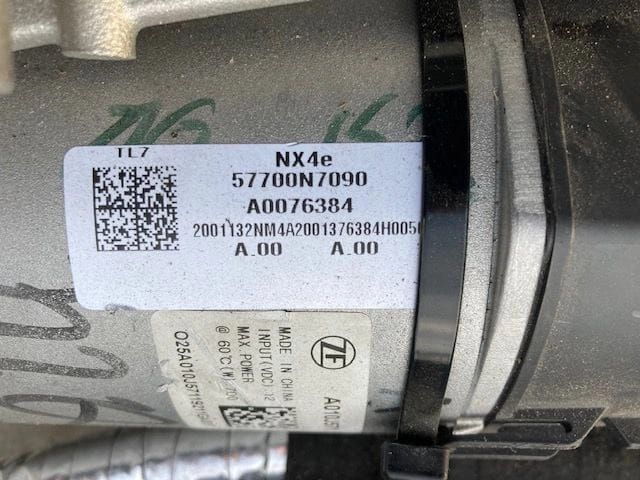 TL7
NX4e
57700N7090
A0076384
2001132NM4A2001376384H005
A.00 A.00
ZF
MADE IN CHINA
INPUT(VDC) 12
MAX POWER
@ 60℃(W)